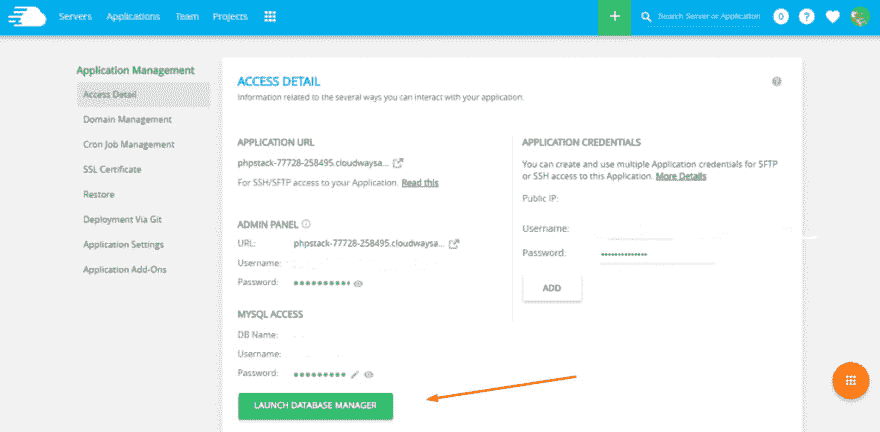 Servers Applications Team Projects
+
Search Server or Application
0 ?
Application Management
Access Detail
Domain Management
Cron Job Management
SSL Certificate
Restore
Deployment Via Git
Application Settings
Application Add-Ons
ACCESS DETAIL
?
Information related to the several ways you can interact with your application.
APPLICATION URL
phpstack-77728-258495.cloudwaysa...
For SSH/SFTP access to your Application. Read this
ADMIN PANEL
URL: phpstack-77728-258495.cloudwaysa...
Username:
Password: ••••••••••
MYSQL ACCESS
DB Name:
Username:
Password: •••••••••
LAUNCH DATABASE MANAGER
APPLICATION CREDENTIALS
You can create and use multiple Application credentials for SFTP
or SSH access to this Application. More Details
Public IP:
Username:
Password: ••••••••••••••
ADD